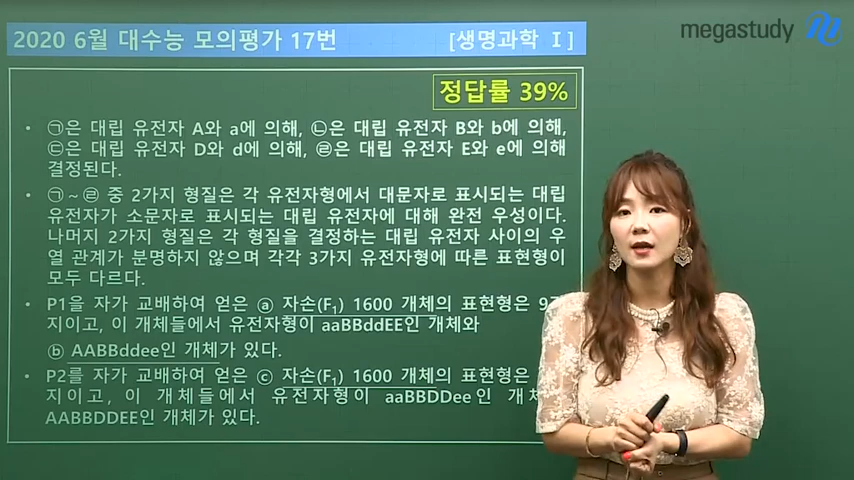 2020 6월 대수능 모의평가 17번 [생명과학 Ⅰ]
megastudy
정답률 39%
• ㉠은 대립 유전자 A와 a에 의해, ㉡은 대립 유전자 B와 b에 의해,
㉢은 대립 유전자 D와 d에 의해, ㉣은 대립 유전자 E와 e에 의해
결정된다.
• ㉠~㉣ 중 2가지 형질은 각 유전자형에서 대문자로 표시되는 대립
유전자가 소문자로 표시되는 대립 유전자에 대해 완전 우성이다.
나머지 2가지 형질은 각 형질을 결정하는 대립 유전자 사이의 우
열 관계가 분명하지 않으며 각각 3가지 유전자형에 따른 표현형이
모두 다르다.
• P1을 자가 교배하여 얻은 ⓐ 자손(F₁) 1600 개체의 표현형은 9가
지이고, 이 개체들에서 유전자형이 aaBBddEE인 개체와
ⓑ AABBddee인 개체가 있다.
• P2를 자가 교배하여 얻은 ⓒ 자손(F₁) 1600 개체의 표현형은
지이고, 이 개체들에서 유전자형이 aaBBDDee인 개체
AABBDDEE인 개체가 있다.